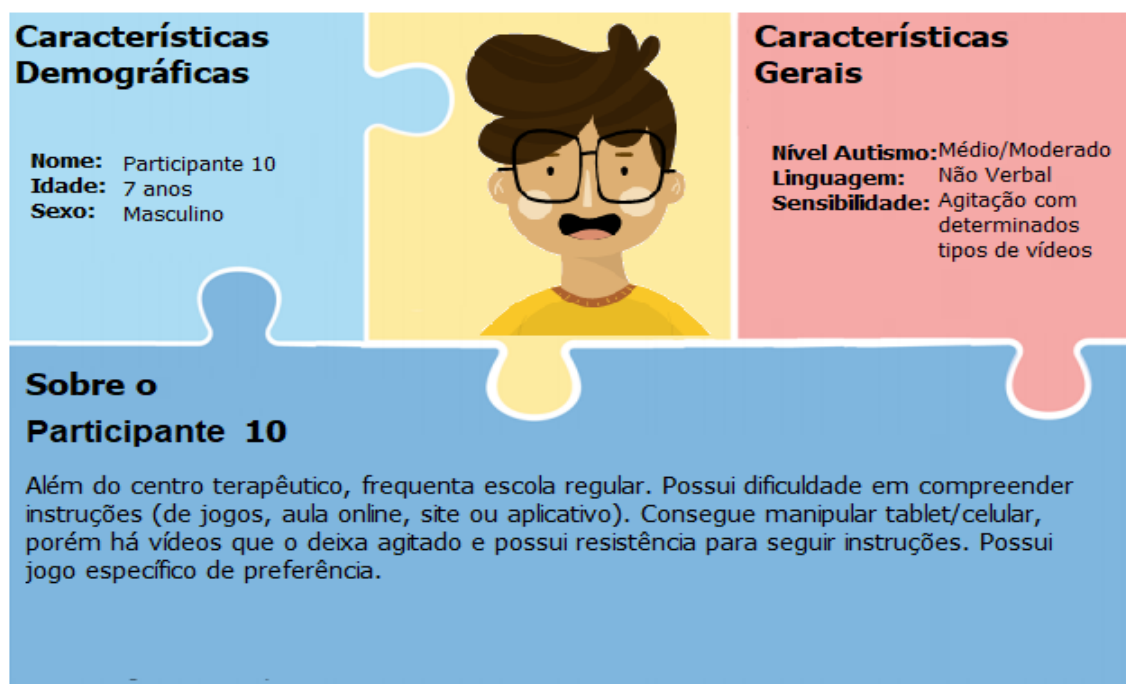 Características
Demográficas
Nome: Participante 10
Idade: 7 anos
Sexo: Masculino
Características
Gerais
Nível Autismo: Médio/Moderado
Linguagem: Não Verbal
Sensibilidade: Agitação com
determinados
tipos de vídeos
Sobre o
Participante 10
Além do centro terapêutico, frequenta escola regular. Possui dificuldade em compreender
instruções (de jogos, aula online, site ou aplicativo). Consegue manipular tablet/celular,
porém há vídeos que o deixa agitado e possui resistência para seguir instruções. Possui
jogo específico de preferência.